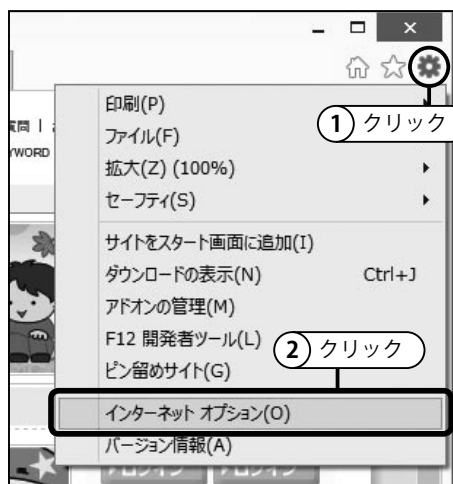 ① クリック
質問 |
YWORD
印刷(P)
ファイル(F)
拡大(Z) (100%)
セーフティ(S)
サイトをスタート画面に追加(I)
ダウンロードの表示(N) Ctrl+J
アドオンの管理(M)
F12 開発者ツール(L)
② クリック
ピン留めサイト(G)
インターネット オプション(O)
バージョン情報(A)